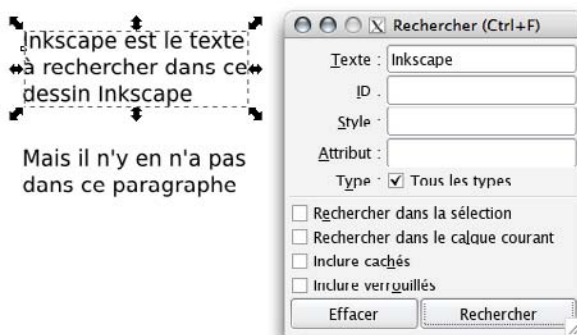 Inkscape est le texte
à rechercher dans ce
dessin Inkscape
Mais il n'y en n'a pas
dans ce paragraphe
Rechercher (Ctrl+F)
Texte : Inkscape
ID .
Style :
Attribut :
Type : Tous les types
Rechercher dans la sélection
Rechercher dans le calque courant
Inclure cachés
Inclure verrouillés
Effacer Rechercher